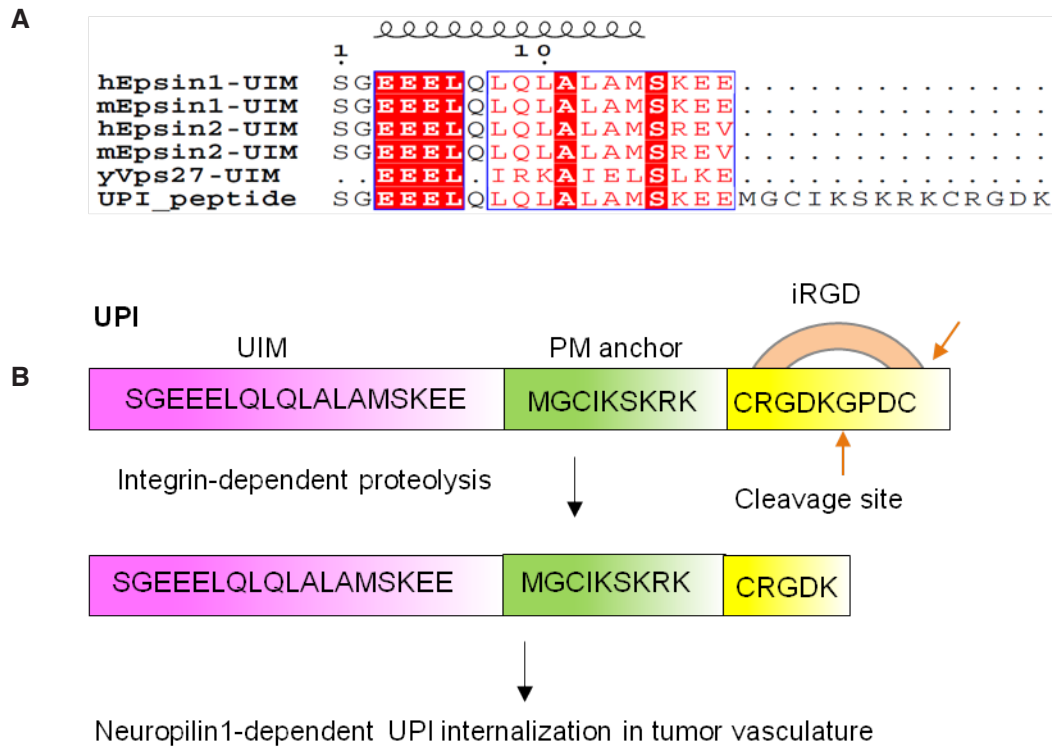 A
1 10
hEpsin1-UIM SGEEELQLQLALAMSKEE..............
mEpsin1-UIM SGEEELQLQLALAMSKEE..............
hEpsin2-UIM SGEEELQLQLALAMSREV..............
mEpsin2-UIM SGEEELQLQLALAMSREV..............
yVps27-UIM ..EEELIRKAIELSLKE..............
UPI_peptide SGEEELQLQLALAMSKEEMGCIKSKRKCRGDK
iRGD
UPI
UIM PM anchor
B
SGEEELQLQLALAMSKEE MGCIKSKRK CRGDKGPDC
Integrin-dependent proteolysis
Cleavage site
SGEEELQLQLALAMSKEE MGCIKSKRK CRGDK
Neuropilin1-dependent UPI internalization in tumor vasculature